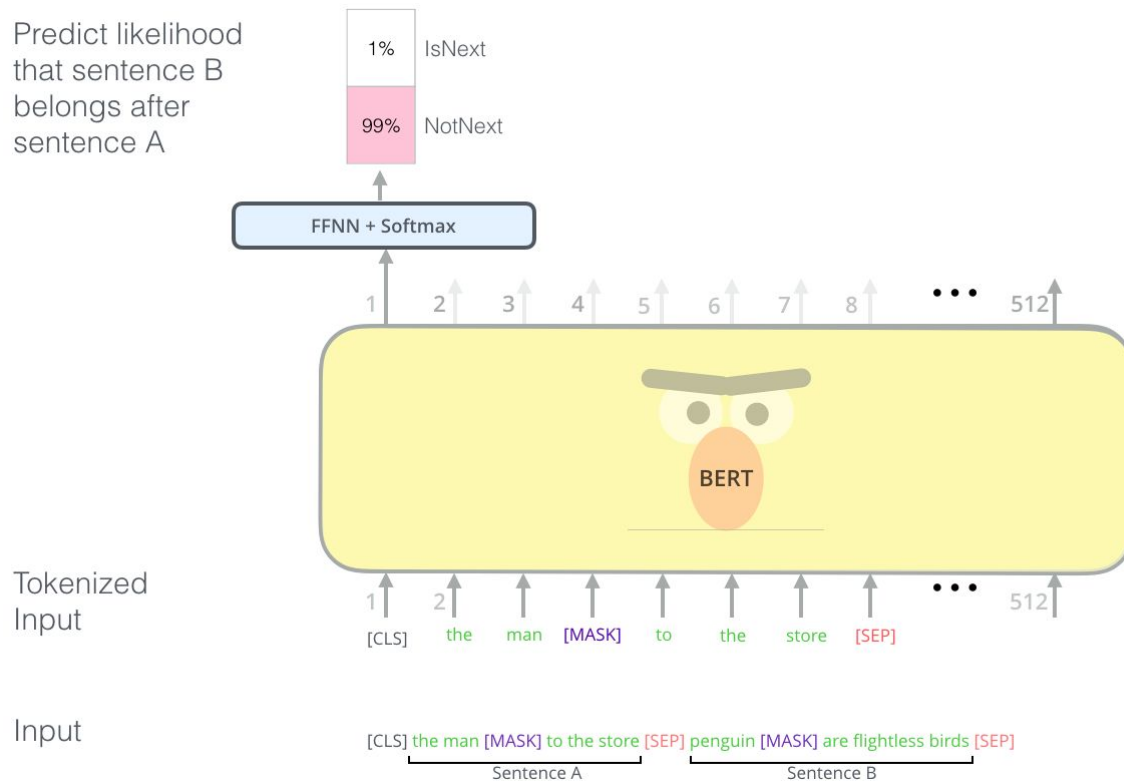 Predict likelihood
that sentence B
belongs after
sentence A
1% IsNext
99% NotNext
FFNN + Softmax
1 2 3 4 5 6 7 8 ••• 512
BERT
Tokenized
Input
1 2 ••• 512
[CLS] the man [MASK] to the store [SEP]
Input
[CLS] the man [MASK] to the store [SEP] penguin [MASK] are flightless birds [SEP]
Sentence A Sentence B